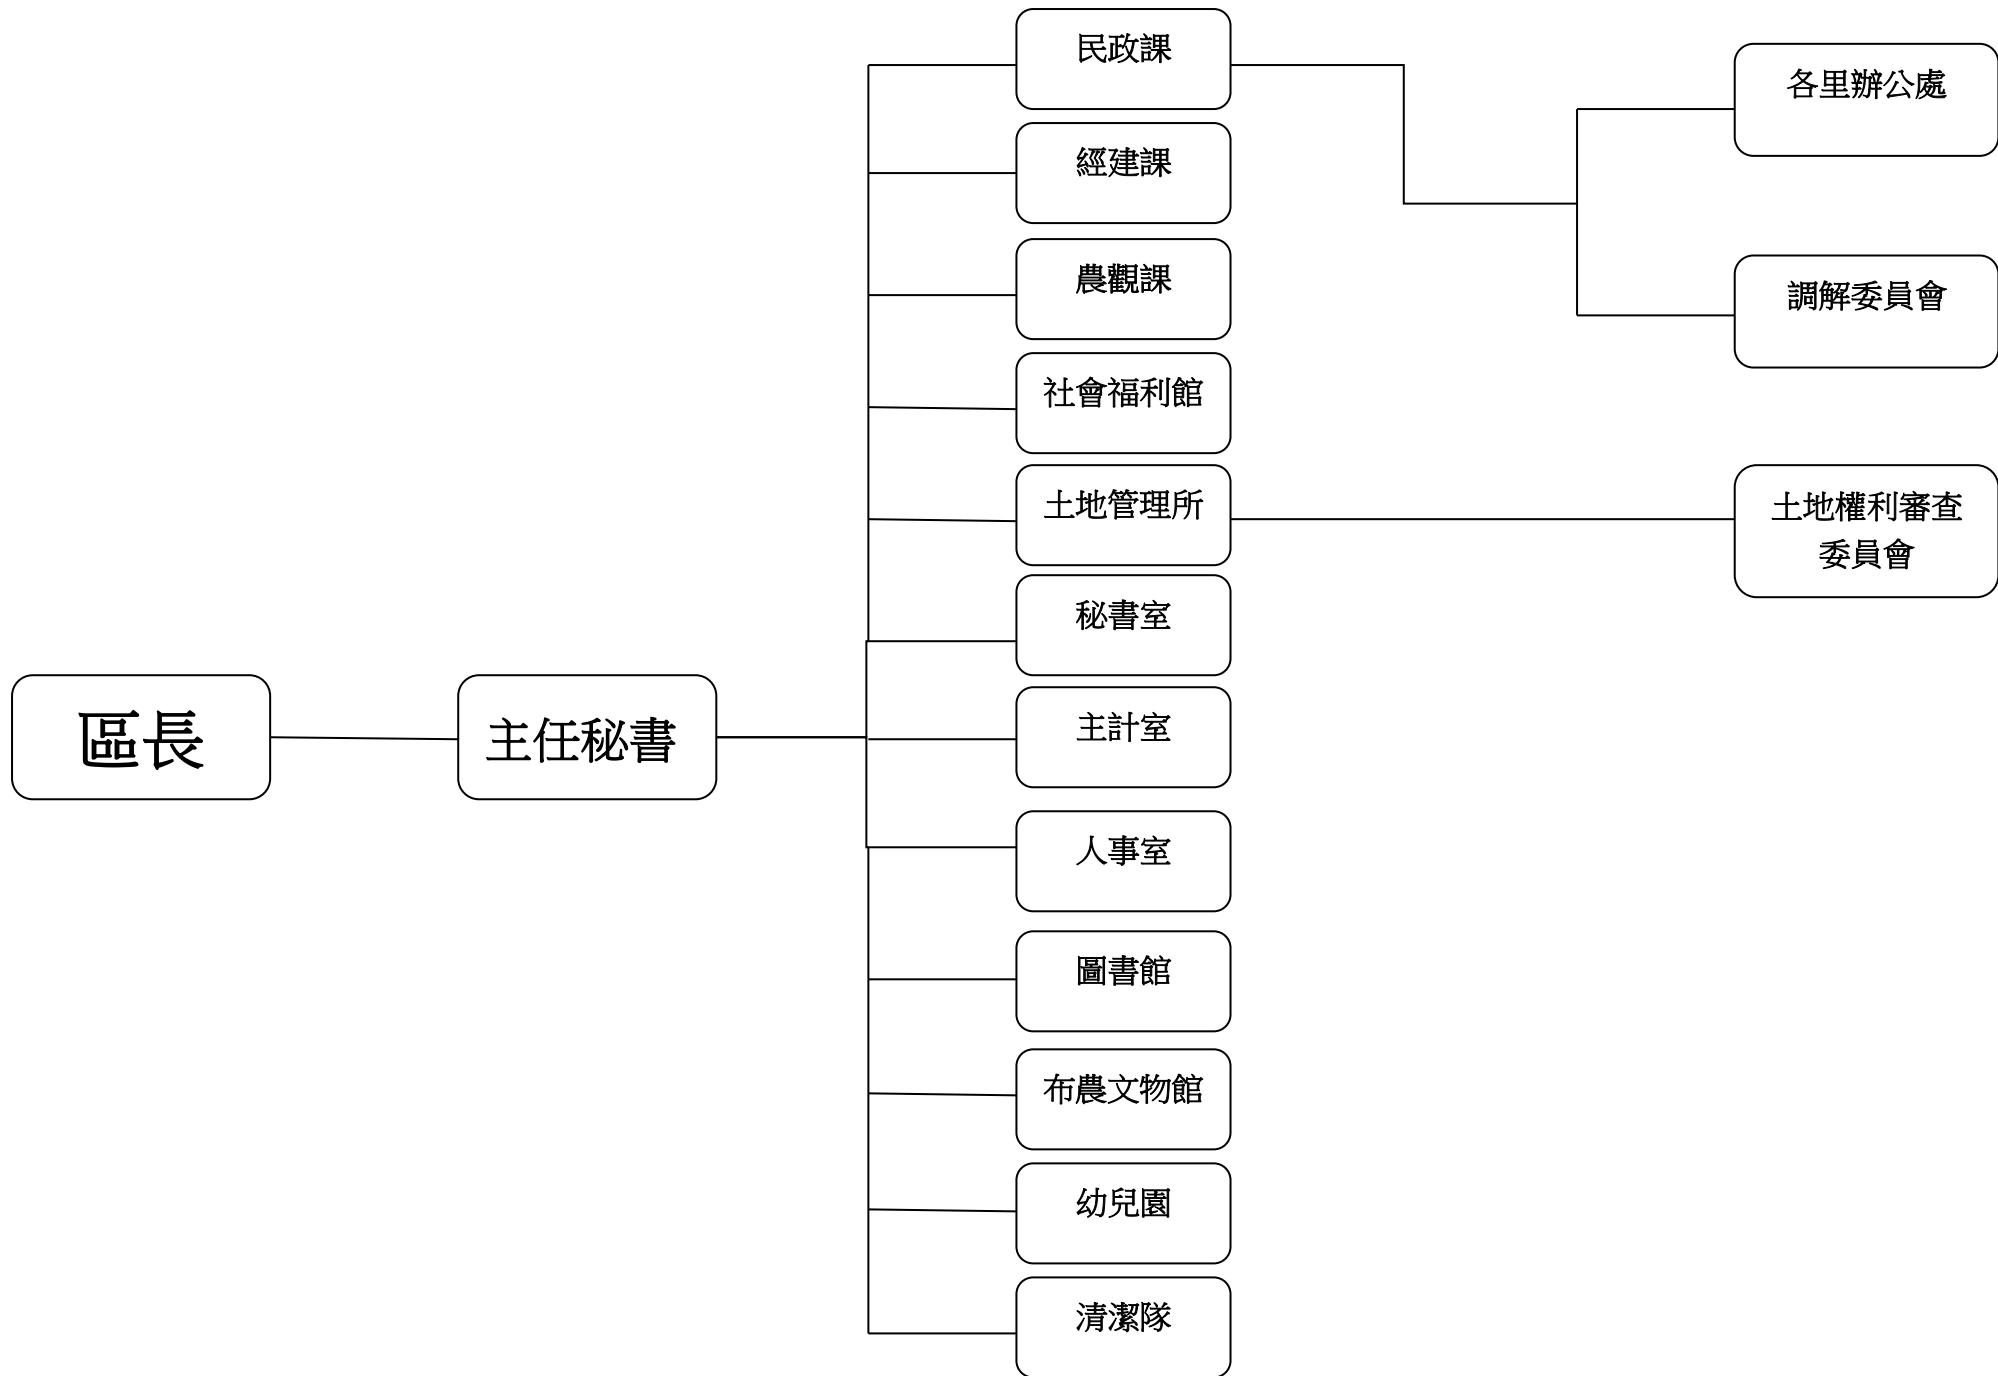 區長
主任秘書
民政課
經建課
農觀課
社會福利館
土地管理所
秘書室
主計室
人事室
圖書館
布農文物館
幼兒園
清潔隊
各里辦公處
調解委員會
土地權利審查
委員會